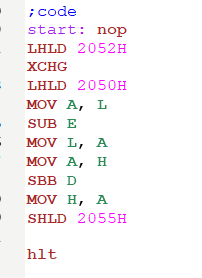 ;code
start: nop
LHLD 2052H
XCHG
LHLD 2050H
MOV A, L
SUB E
MOV L, A
MOV A, H
SBB D
MOV H, A
SHLD 2055H
hlt